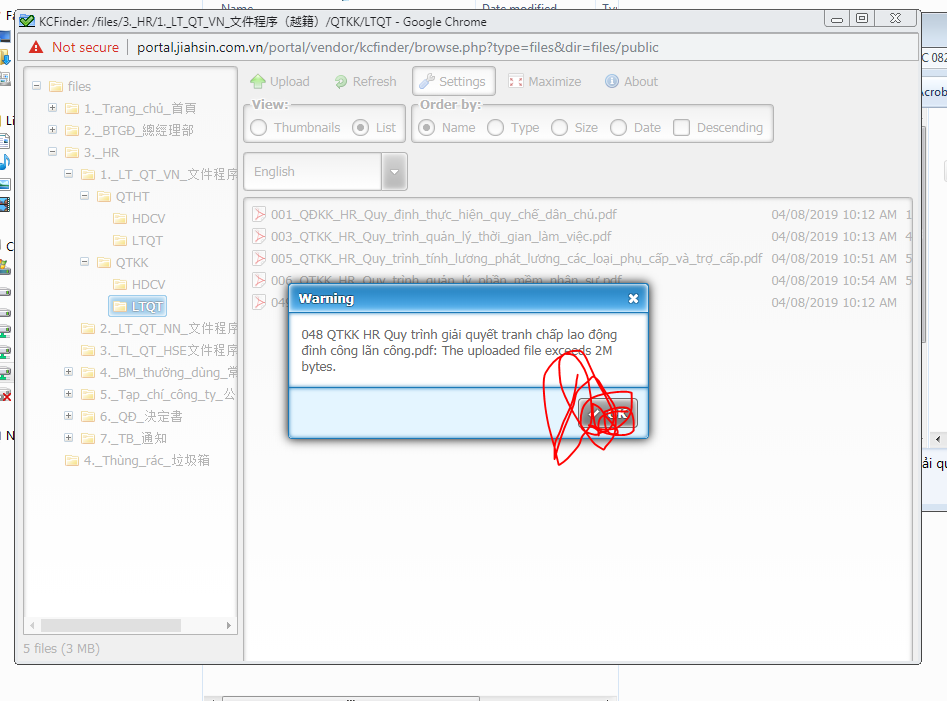 Name
Date modified
KCFinder: /files/3._HR/1._LT_QT_VN_文件程序（越籍）/QTKK/LTQT - Google Chrome
Not secure | portal.jiahsin.com.vn/portal/vendor/kcfinder/browse.php?type=files&dir=files/public
files
1._Trang_chủ_首頁
2._BTGĐ_總經理部
3._HR
1._LT_QT_VN_文件程序
QTHT
HDCV
LTQT
QTKK
HDCV
LTQT
2._LT_QT_NN_文件程序
3._TL_QT_HSE文件程序
4._BM_thường_dùng_常
5._Tạp_chí_công_ty_公
6._QĐ_決定書
7._TB_通知
4._Thùng_rác_垃圾箱
5 files (3 MB)
Upload Refresh Settings Maximize About
View: Order by:
Thumbnails List Name Type Size Date Descending
English
001_QĐKK_HR_Quy_định_thực_hiện_quy_chế_dân_chủ.pdf 04/08/2019 10:12 AM 1
003_QTKK_HR_Quy_trình_quản_lý_thời_gian_làm_việc.pdf 04/08/2019 10:13 AM 4
005_QTKK_HR_Quy_trình_tính_lương_phát_lương_các_loại_phụ_cấp_và_trợ_cấp.pdf 04/08/2019 10:51 AM 5
006_QTKK_HR_Quy_trình_quản_lý_phần_mềm_nhân_sự.pdf 04/08/2019 10:54 AM 5
04/08/2019 10:12 AM
Warning
048 QTKK HR Quy trình giải quyết tranh chấp lao động
đình công lãn công.pdf: The uploaded file exceeds 2M
bytes.
C 082
Acrob
ải qu